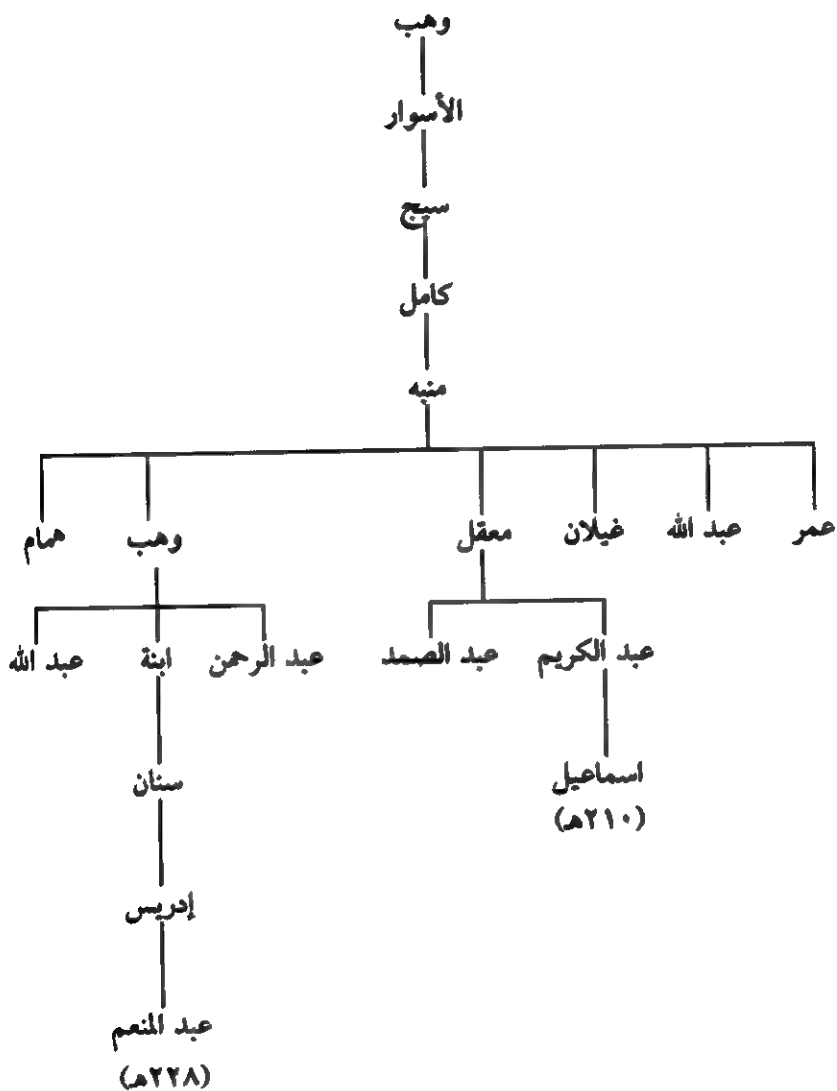 وهب
الأسوار
سيج
كامل
منبه
عمر عبد الله غيلان معقل وهب همام
عبد الكريم عبد الصمد عبد الرحمن ابنة عبد الله
اسماعيل سنان
(٢١٠هـ)
إدريس
عبد المنعم
(٢٢٨هـ)